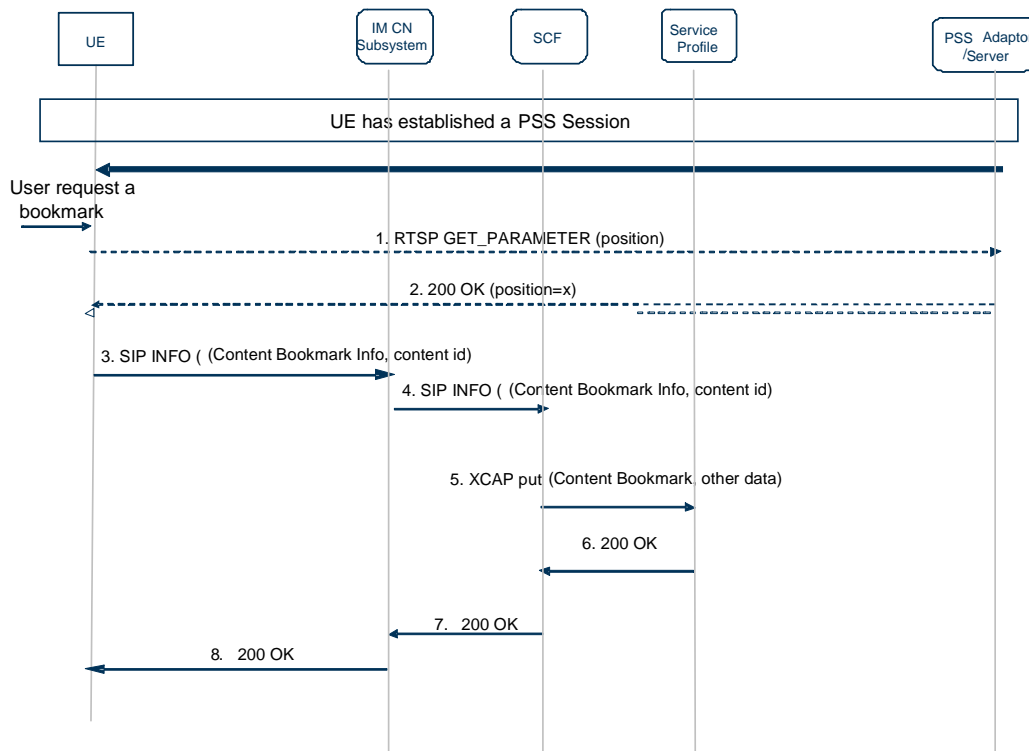 UE
IM CN
Subsystem
SCF
Service
Profile
PSS Adaptor
/Server
UE has established a PSS Session
User request a
bookmark
1. RTSP GET_PARAMETER (position)
2. 200 OK (position=x)
3. SIP INFO ( (Content Bookmark Info, content id)
4. SIP INFO ( (Content Bookmark Info, content id)
5. XCAP put (Content Bookmark, other data)
6. 200 OK
7. 200 OK
8. 200 OK